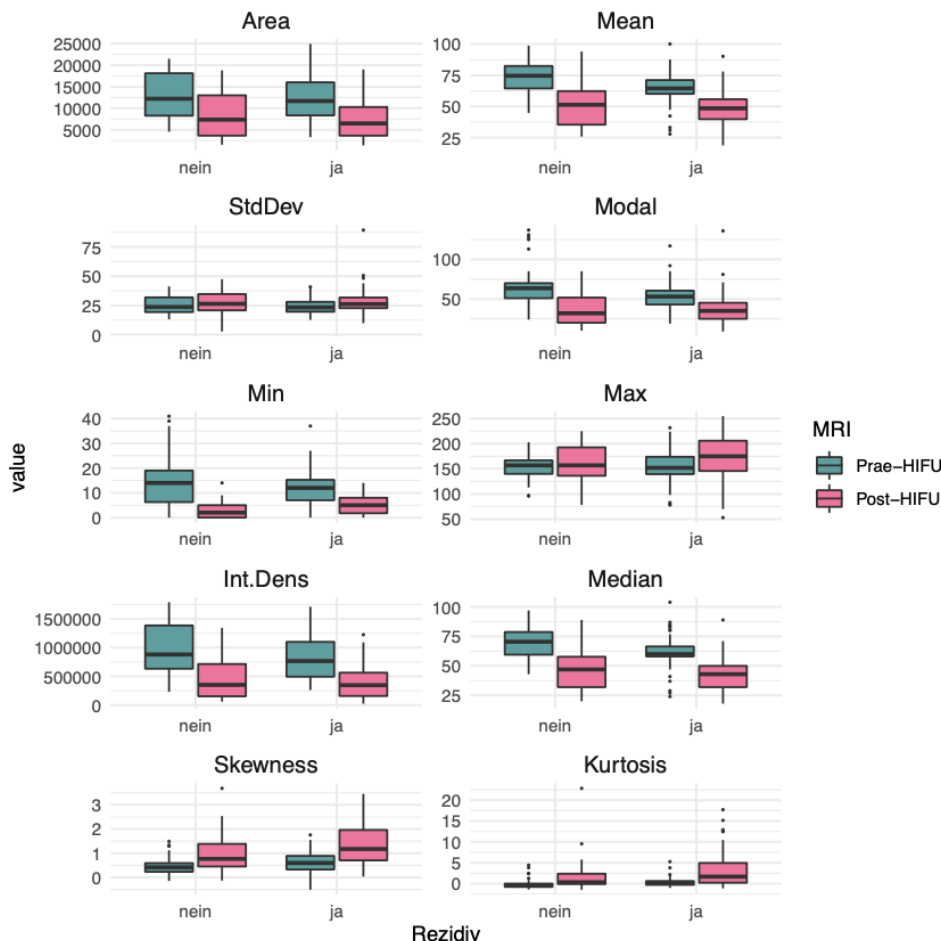 Area
Mean
25000
20000
15000
10000
5000
100
75
50
25
nein
ja
nein
ja
StdDev
Modal
75
50
25
0
100
50
nein
ja
nein
ja
Min
Max
40
30
20
10
0
250
200
150
100
50
nein
ja
nein
ja
Int.Dens
Median
1500000
1000000
500000
0
100
75
50
25
nein
ja
nein
ja
Skewness
Kurtosis
3
2
1
0
20
15
10
5
0
nein
ja
nein
ja
value
Rezidiv
MRI
Prae-HIFU
Post-HIFU